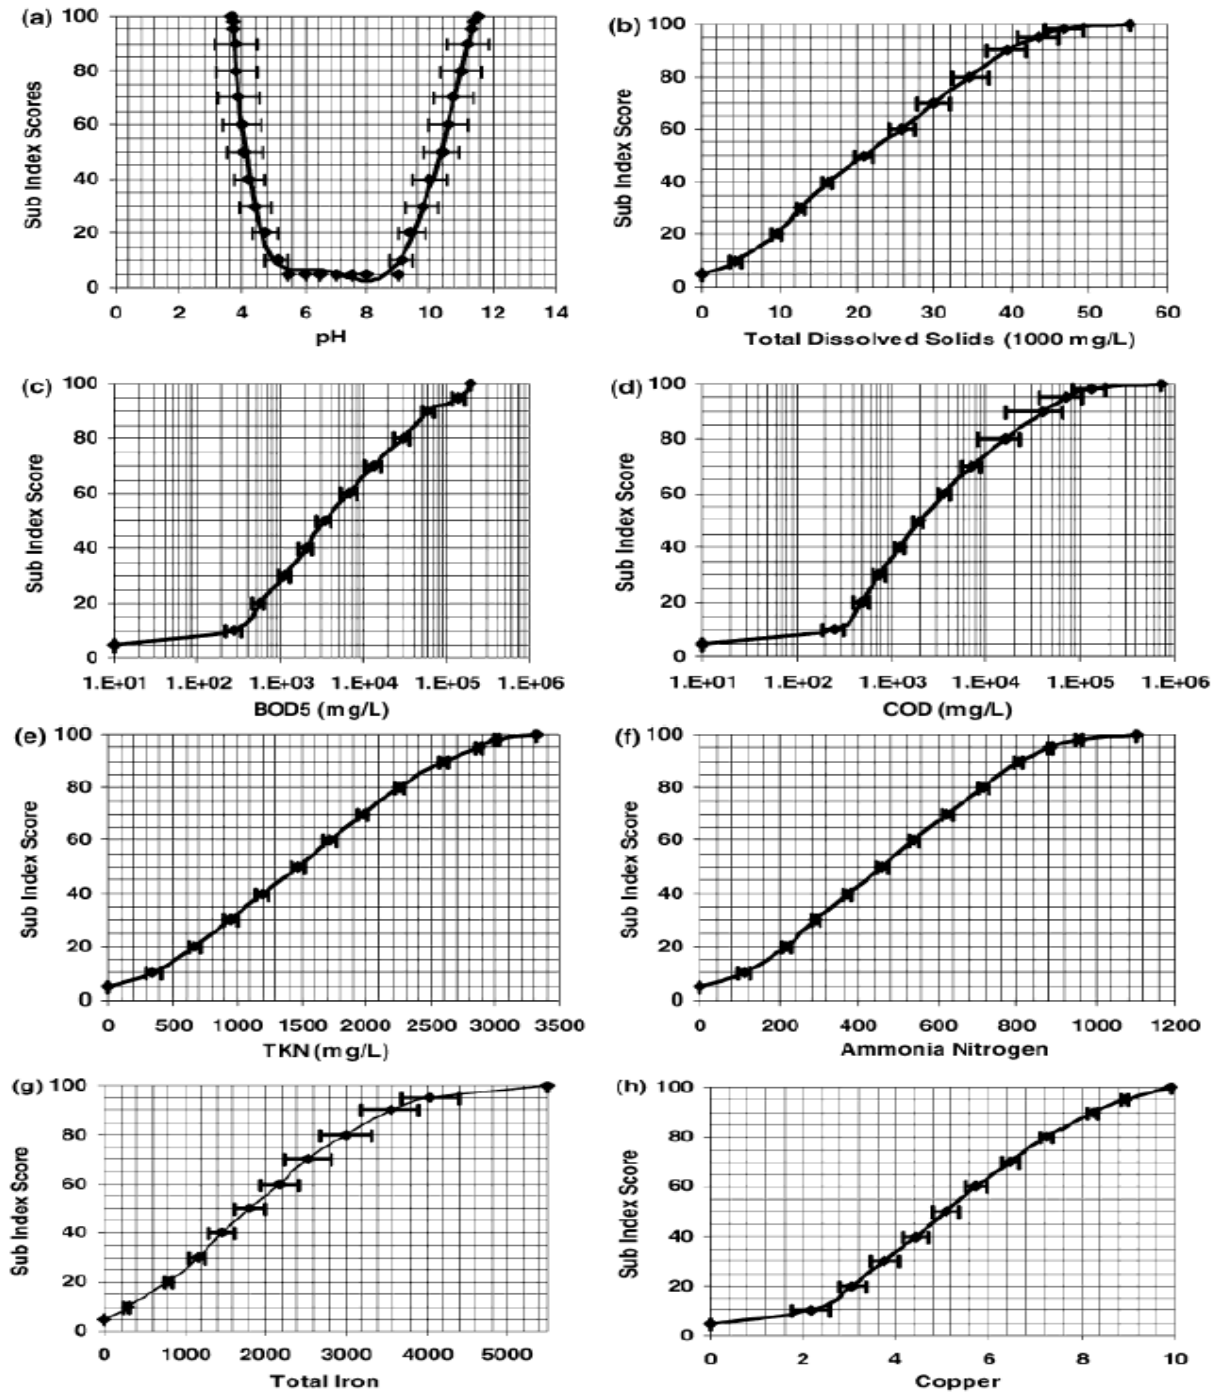 (a)
100
80
60
40
20
0
Sub Index Scores
0 2 4 6 8 10 12 14
pH
(b)
100
80
60
40
20
0
Sub Index Score
0 10 20 30 40 50 60
Total Dissolved Solids (1000 mg/L)
(c)
100
80
60
40
20
0
Sub Index Score
1.E+01 1.E+02 1.E+03 1.E+04 1.E+05 1.E+06
BOD5 (mg/L)
(d)
100
80
60
40
20
0
Sub Index Score
1.E+01 1.E+02 1.E+03 1.E+04 1.E+05 1.E+06
COD (mg/L)
(e)
100
80
60
40
20
0
Sub Index Score
0 500 1000 1500 2000 2500 3000 3500
TKN (mg/L)
(f)
100
80
60
40
20
0
Sub Index Score
0 200 400 600 800 1000 1200
Ammonia Nitrogen
(g)
100
80
60
40
20
0
Sub Index Score
0 1000 2000 3000 4000 5000
Total Iron
(h)
100
80
60
40
20
0
Sub Index Score
0 2 4 6 8 10
Copper